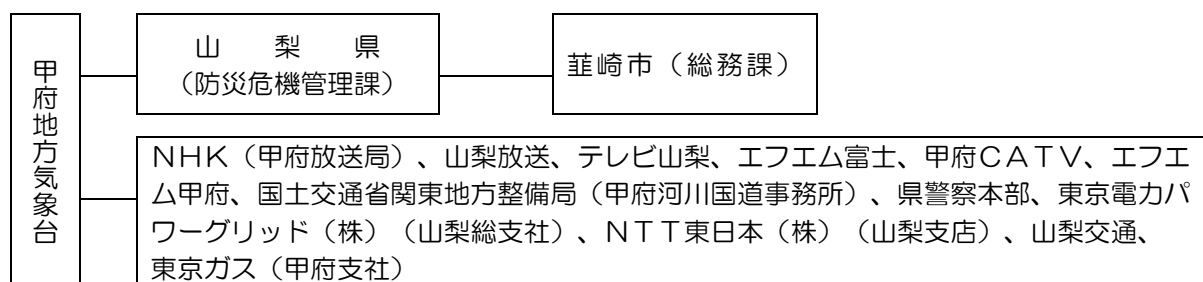 甲府地方気象台
山　梨　県
（防災危機管理課）
韮崎市（総務課）
ＮＨＫ（甲府放送局）、山梨放送、テレビ山梨、エフエム富士、甲府ＣＡＴＶ、エフエ
ム甲府、国土交通省関東地方整備局（甲府河川国道事務所）、県警察本部、東京電力パ
ワーグリッド（株）（山梨総支社）、ＮＴＴ東日本（株）（山梨支店）、山梨交通、
東京ガス（甲府支社）